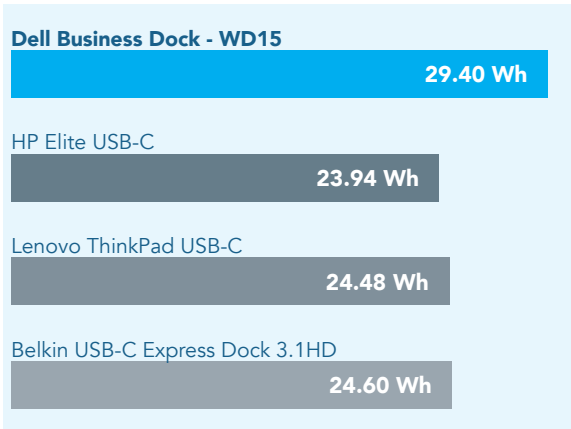 Dell Business Dock - WD15
29.40 Wh
HP Elite USB-C
23.94 Wh
Lenovo ThinkPad USB-C
24.48 Wh
Belkin USB-C Express Dock 3.1HD
24.60 Wh